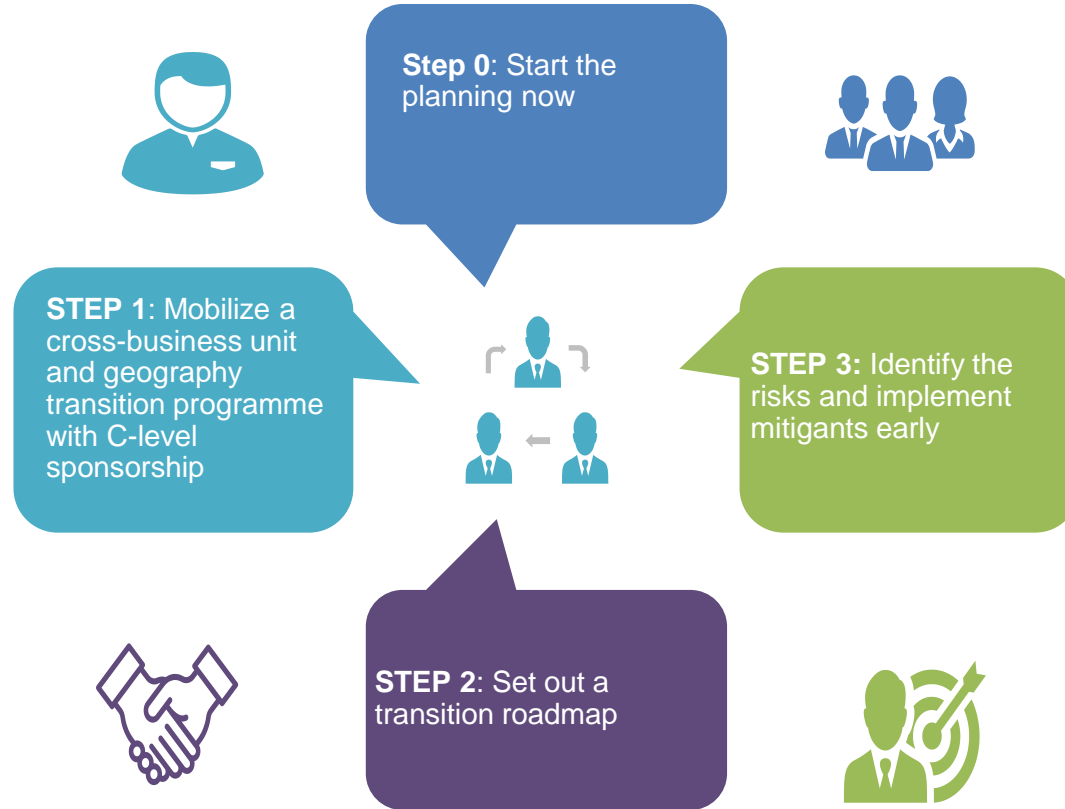 Step 0: Start the
planning now
STEP 1: Mobilize a
cross-business unit
and geography
transition programme
with C-level
sponsorship
STEP 2: Set out a
transition roadmap
STEP 3: Identify the
risks and implement
mitigants early